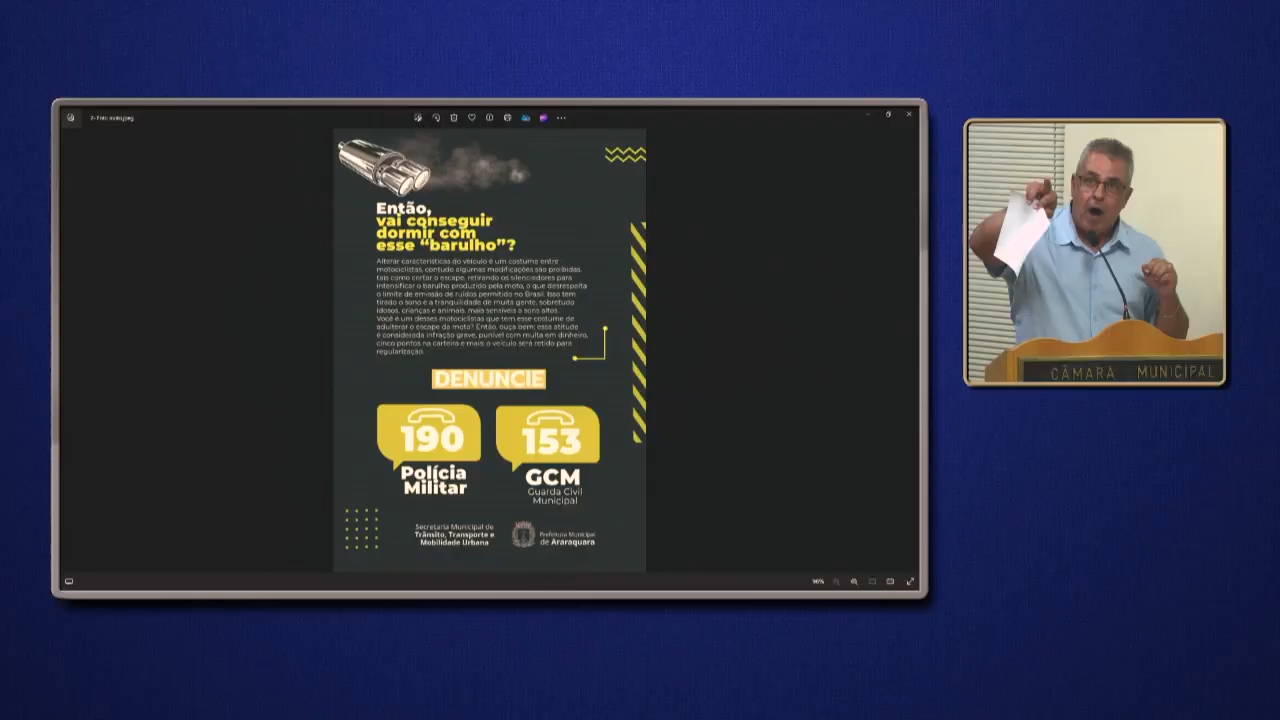 Então,
vai conseguir
dormir com
esse “barulho”?
Alterar características do veículo é um costume entre
motociclistas, contudo algumas modificações são proibidas,
tais como cortar o escape, retirando os silenciadores para
intensificar o barulho produzido pela moto, o que desrespeita
o limite de emissão de ruídos permitido no Brasil. Isso tem
tirado o sono e a tranquilidade de muita gente, sobretudo
idosos, crianças e animais, mais sensíveis a sons altos.
Você é um desses motociclistas que tem esse costume de
adulterar o escape da moto? Então, ouça bem: essa atitude
é considerada infração grave, punível com multa em dinheiro,
cinco pontos na carteira e mais o veículo será retido para
regularização.
DENUNCIE
190
153
Polícia
Militar
GCM
Guarda Civil
Municipal
Secretaria Municipal de
Trânsito, Transporte e
Mobilidade Urbana
Prefeitura Municipal
de Araraquara
96%
CÂMARA MUNICIPAL